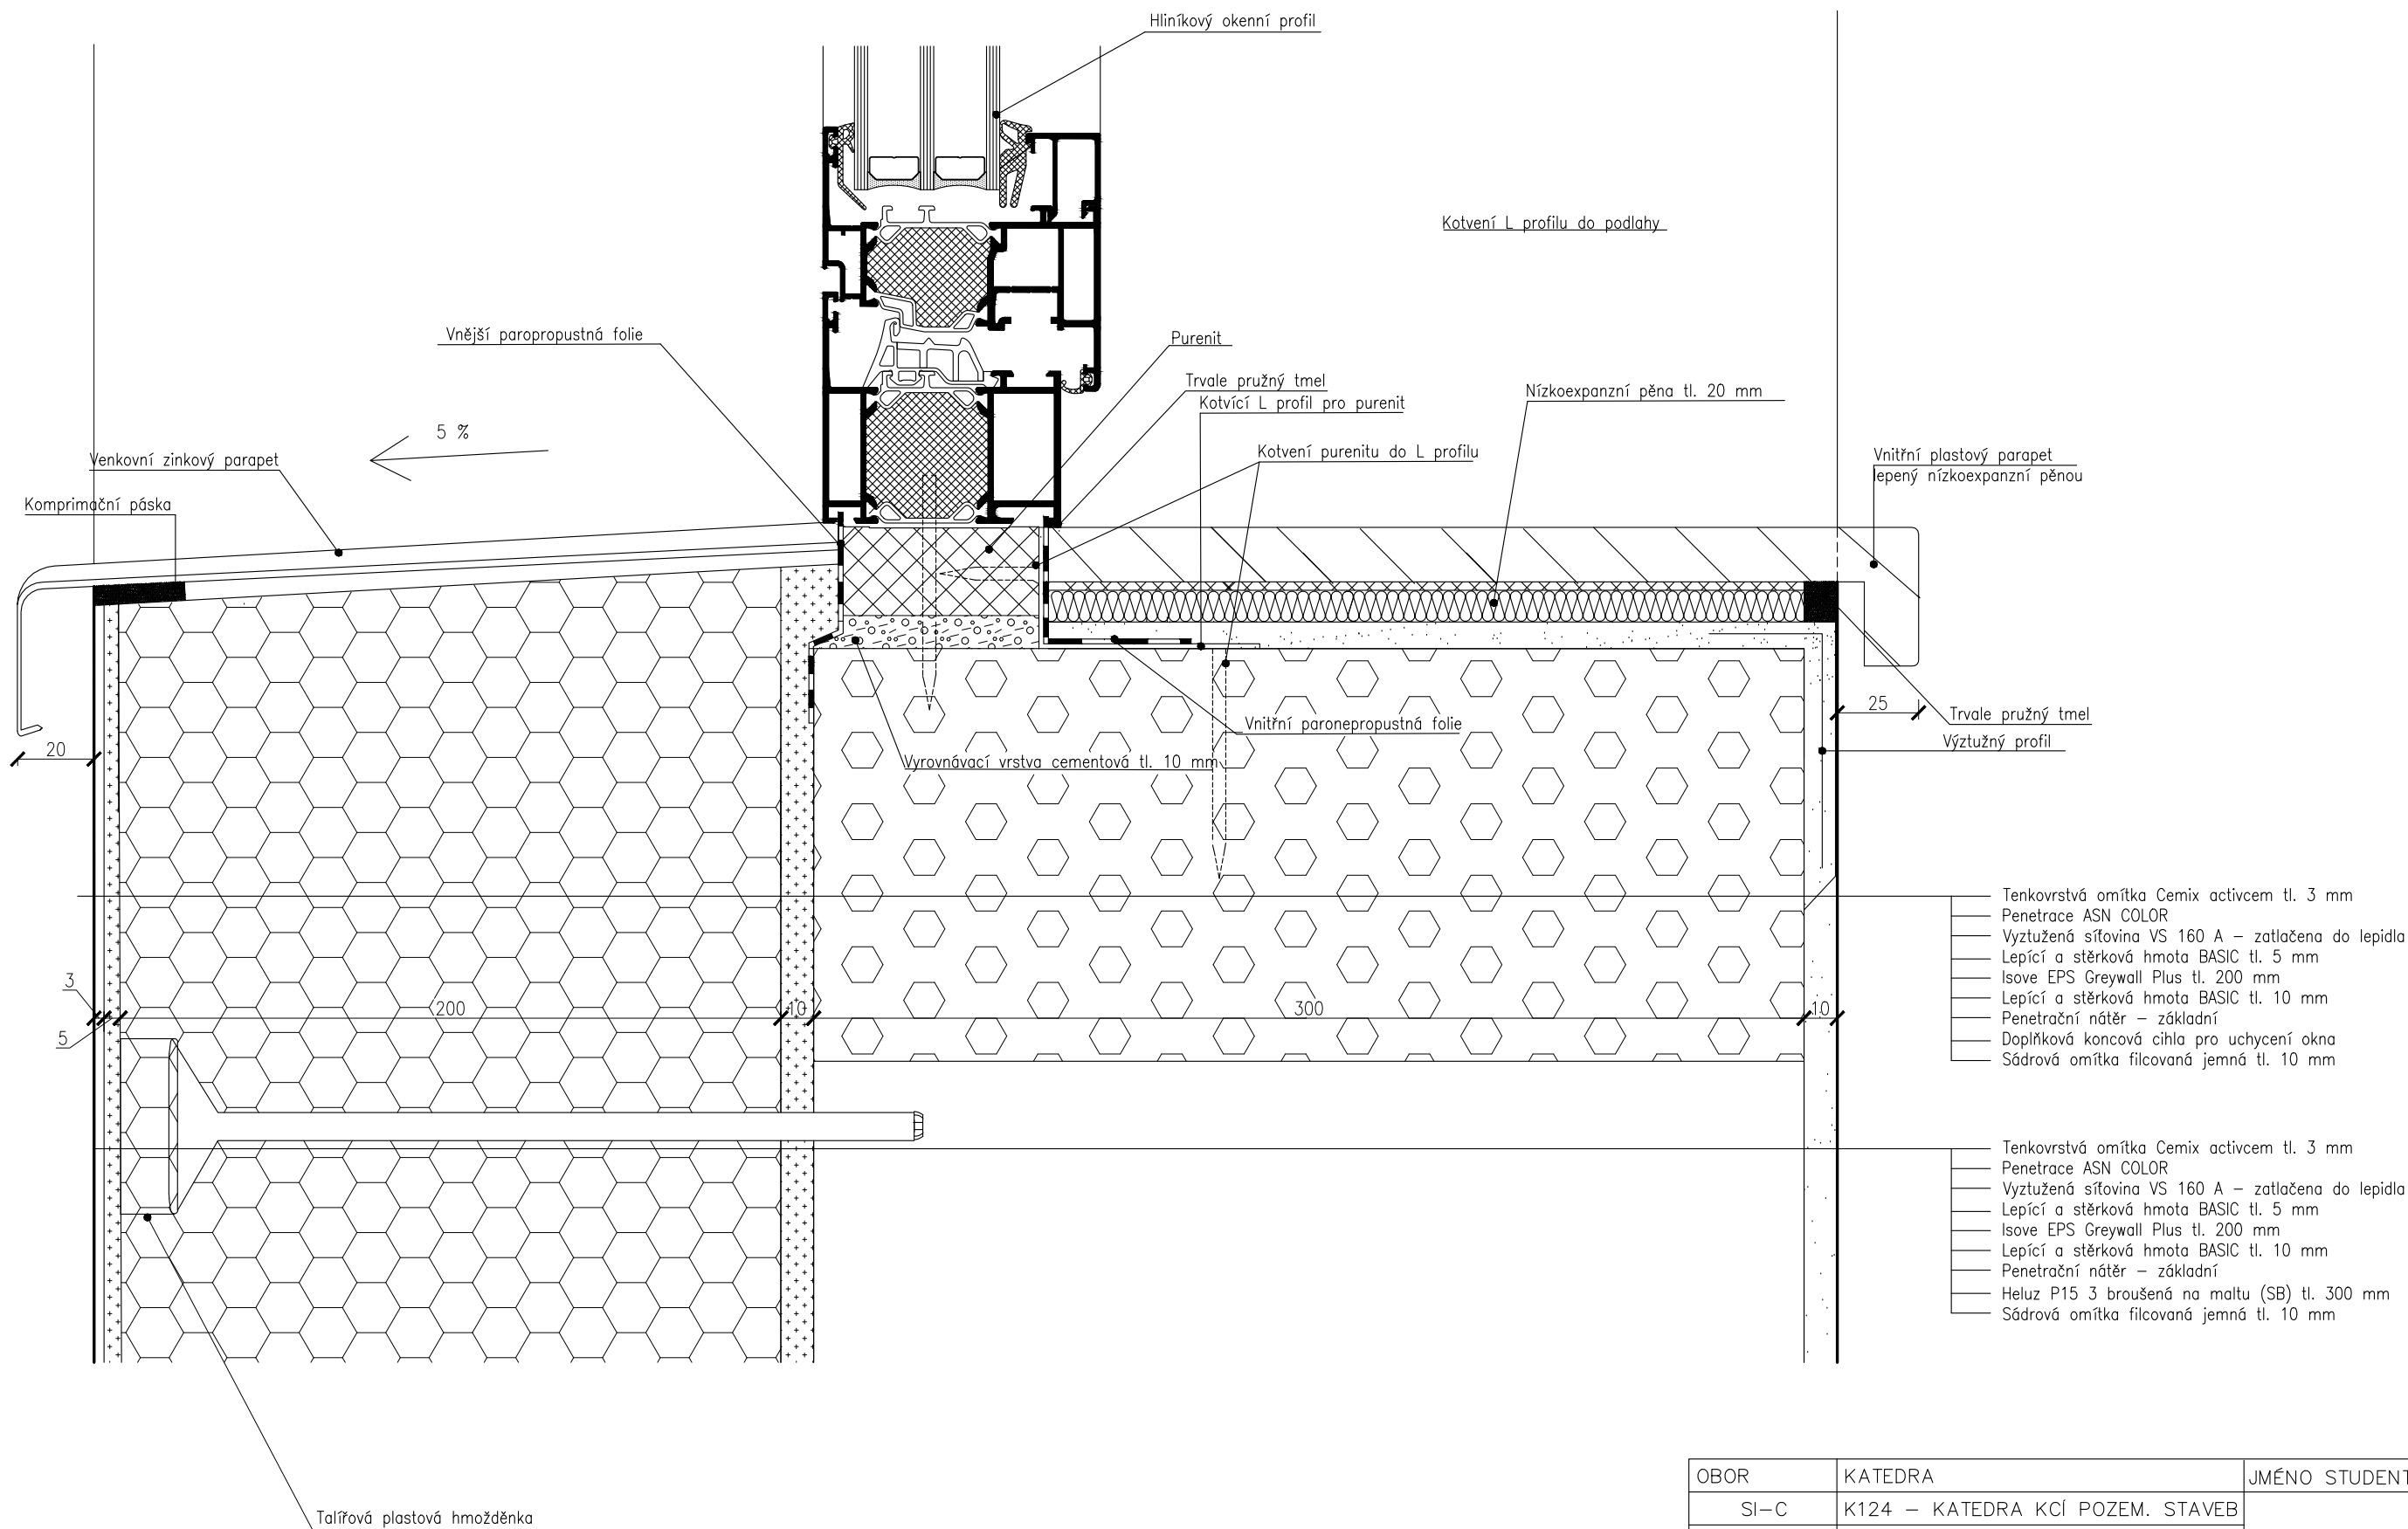 Hliníkový okenní profil
Kotvení L profilu do podlahy
Vnější paropropustná folie
Purenit
Trvale pružný tmel
Kotvící L profil pro purenit
Nízkoexpanzní pěna tl. 20 mm
5 %
Kotvení purenitu do L profilu
Venkovní zinkový parapet
Vnitřní plastový parapet
lepený nízkoexpanzní pěnou
Komprimační páska
25
Trvale pružný tmel
Vnitřní paronepropustná folie
Výztužný profil
20
Vyrovnávací vrstva cementová tl. 10 mm
Tenkovrstvá omítka Cemix activcem tl. 3 mm
Penetrace ASN COLOR
Vyztužená síťovina VS 160 A – zatlačena do lepidla
Lepící a stěrková hmota BASIC tl. 5 mm
Isove EPS Greywall Plus tl. 200 mm
Lepící a stěrková hmota BASIC tl. 10 mm
Penetrační nátěr – základní
Doplňková koncová cihla pro uchycení okna
Sádrová omítka filcovaná jemná tl. 10 mm
3
5
200
10
300
10
Tenkovrstvá omítka Cemix activcem tl. 3 mm
Penetrace ASN COLOR
Vyztužená síťovina VS 160 A – zatlačena do lepidla
Lepící a stěrková hmota BASIC tl. 5 mm
Isove EPS Greywall Plus tl. 200 mm
Lepící a stěrková hmota BASIC tl. 10 mm
Penetrační nátěr – základní
Heluz P15 3 broušená na maltu (SB) tl. 300 mm
Sádrová omítka filcovaná jemná tl. 10 mm
Talířová plastová hmožděnka
OBOR
KATEDRA
JMÉNO STUDENT
SI–C
K124 – KATEDRA KCÍ POZEM. STAVEB